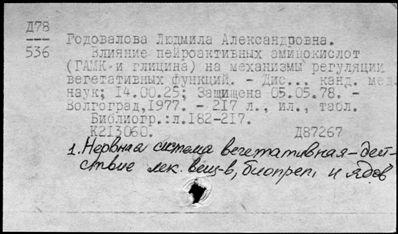 Д78
536
Годовалова Людмила Александровна.
Влияние нейроактивных аминокислот
(ГАМК и глицина) на механизмы регуляции
вегетативных функций. - Дис... канд. мед.
наук; 14.00.25; Защищена 05.05.78. -
Волгоград,1977. - 217 л., ил., табл.
Библиогр.:л.182-217.
К213060. Д87267
1. Нервная система вегетативная-дей-
ствие лек. вещ-в, биопреп. и ядов